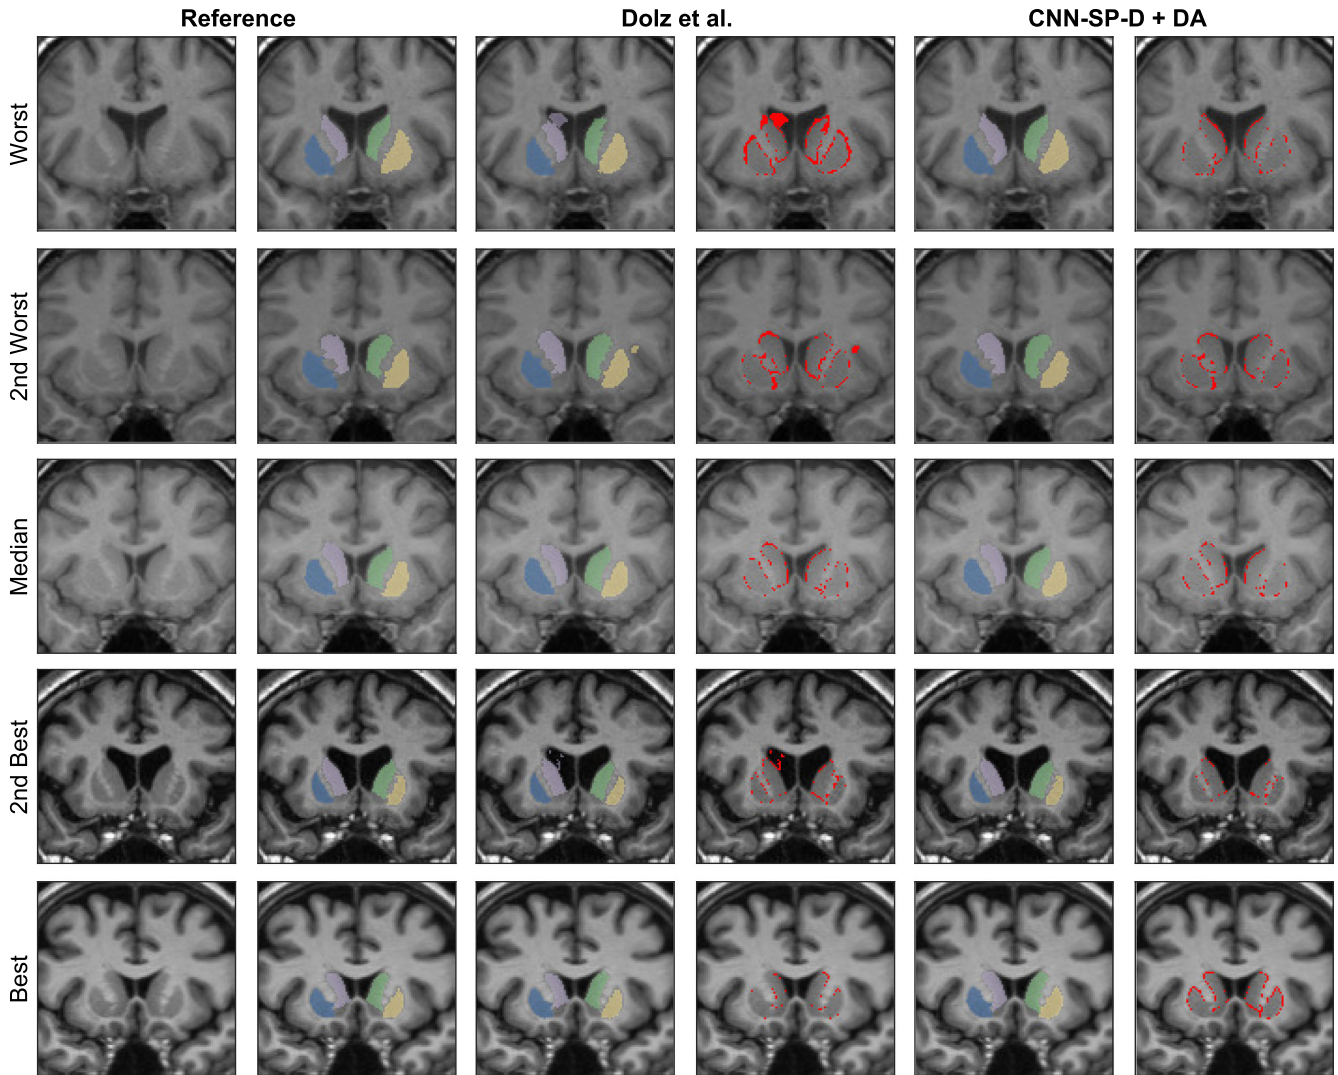 Reference
Dolz et al.
CNN-SP-D + DA
Worst
2nd Worst
Median
2nd Best
Best